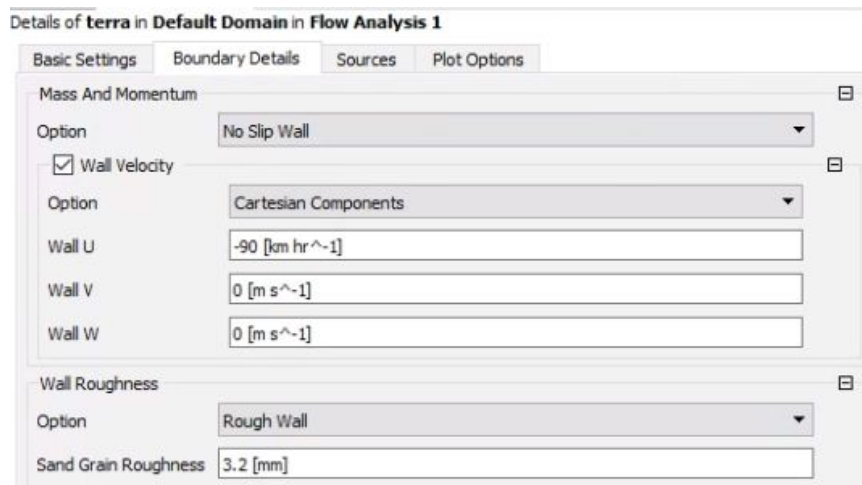 Details of terra in Default Domain in Flow Analysis 1
Basic Settings Boundary Details Sources Plot Options
Mass And Momentum
Option No Slip Wall
Wall Velocity
Option Cartesian Components
Wall U -90 [km hr^-1]
Wall V 0 [m s^-1]
Wall W 0 [m s^-1]
Wall Roughness
Option Rough Wall
Sand Grain Roughness 3.2 [mm]